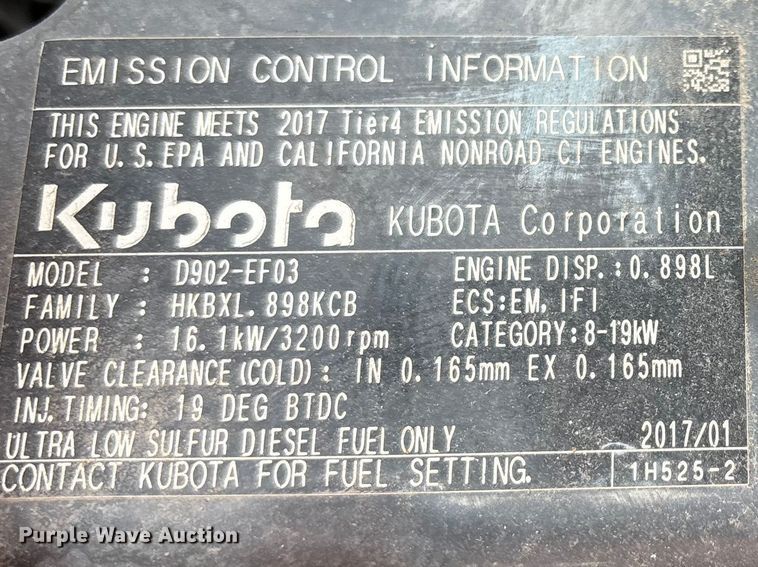 EMISSION CONTROL INFORMATION
THIS ENGINE MEETS 2017 Tier4 EMISSION REGULATIONS
FOR U.S.EPA AND CALIFORNIA NONROAD CI ENGINES.
Kubota KUBOTA Corporation
MODEL : D902-EF03 ENGINE DISP.:0.898L
FAMILY : HKBXL.898KCB ECS:EM,IFI
POWER : 16.1kW/3200rpm CATEGORY:8-19kW
VALVE CLEARANCE(COLD): IN 0.165mm EX 0.165mm
INJ.TIMING: 19 DEG BTDC
ULTRA LOW SULFUR DIESEL FUEL ONLY 2017/01
CONTACT KUBOTA FOR FUEL SETTING. 1H525-2
Purple Wave Auction